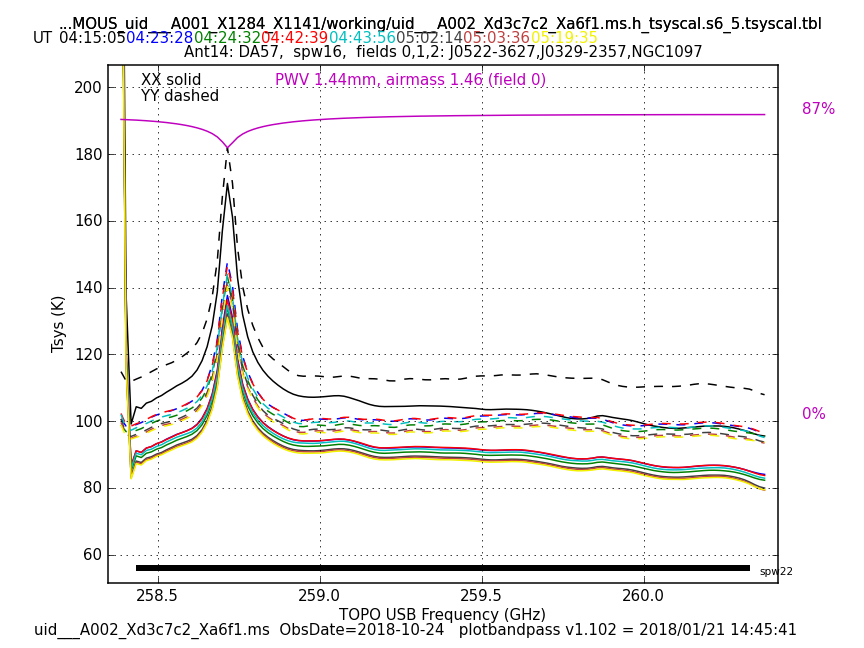 ...MOUS_uid___A001_X1284_X1141/working/uid___A002_Xd3c7c2_Xa6f1.ms.h_tsyscal.s6_5.tsyscal.tbl
UT 04:15:05 04:23:28 04:24:32 04:42:39 04:43:56 05:02:14 05:03:36 05:19:35
Ant14: DA57, spw16, fields 0,1,2: J0522-3627,J0329-2357,NGC1097
XX solid
PWV 1.44mm, airmass 1.46 (field 0)
YY dashed
200
180
160
140
120
100
80
60
Tsys (K)
87%
0%
spw22
258.5 259.0 259.5 260.0
TOPO USB Frequency (GHz)
uid___A002_Xd3c7c2_Xa6f1.ms ObsDate=2018-10-24 plotbandpass v1.102 = 2018/01/21 14:45:41